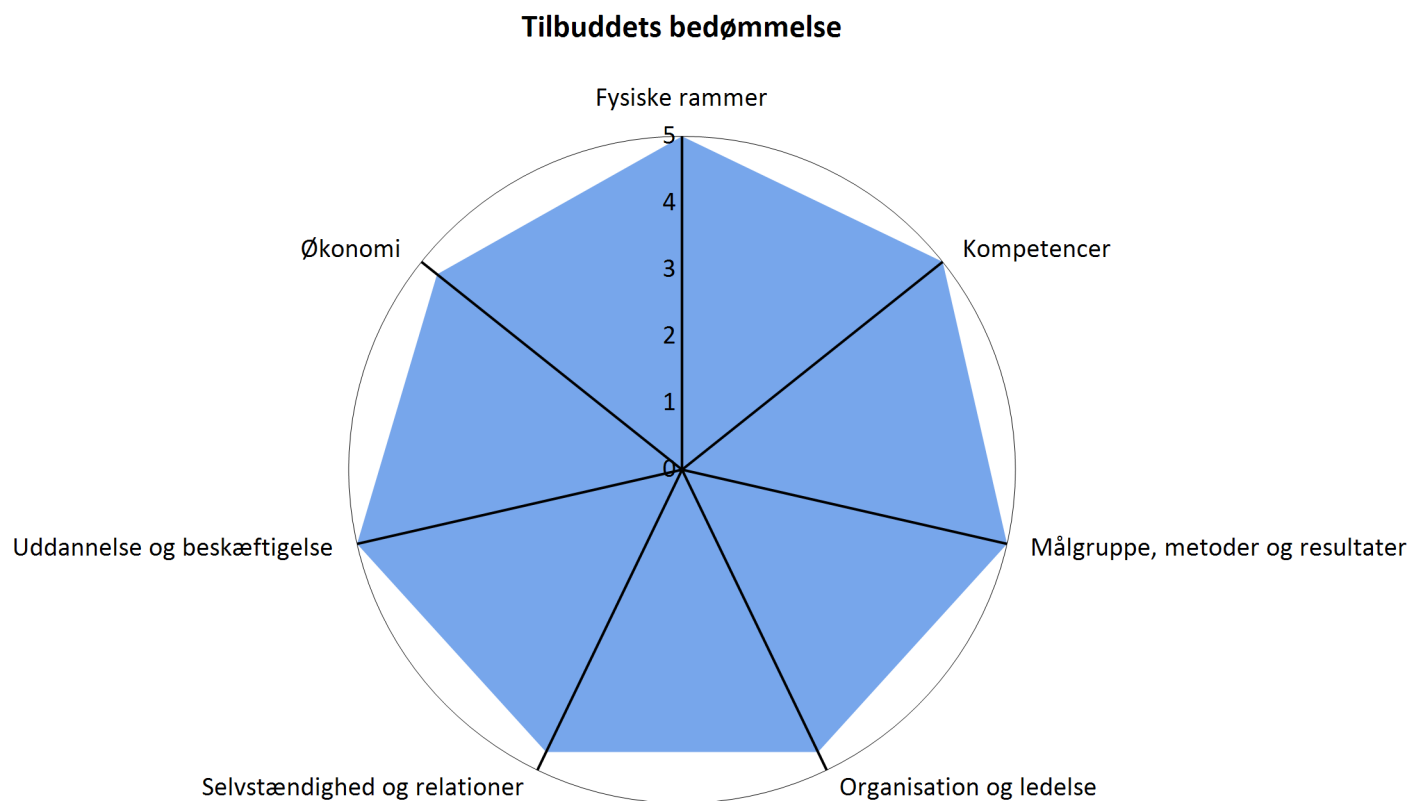 Tilbuddets bedømmelse
Fysiske rammer
5
4
3
2
1
0
Økonomi
Kompetencer
Uddannelse og beskæftigelse
Målgruppe, metoder og resultater
Selvstændighed og relationer
Organisation og ledelse